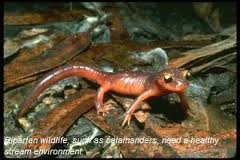 Riparian wildlife, such as salamanders, need a healthy
stream environment